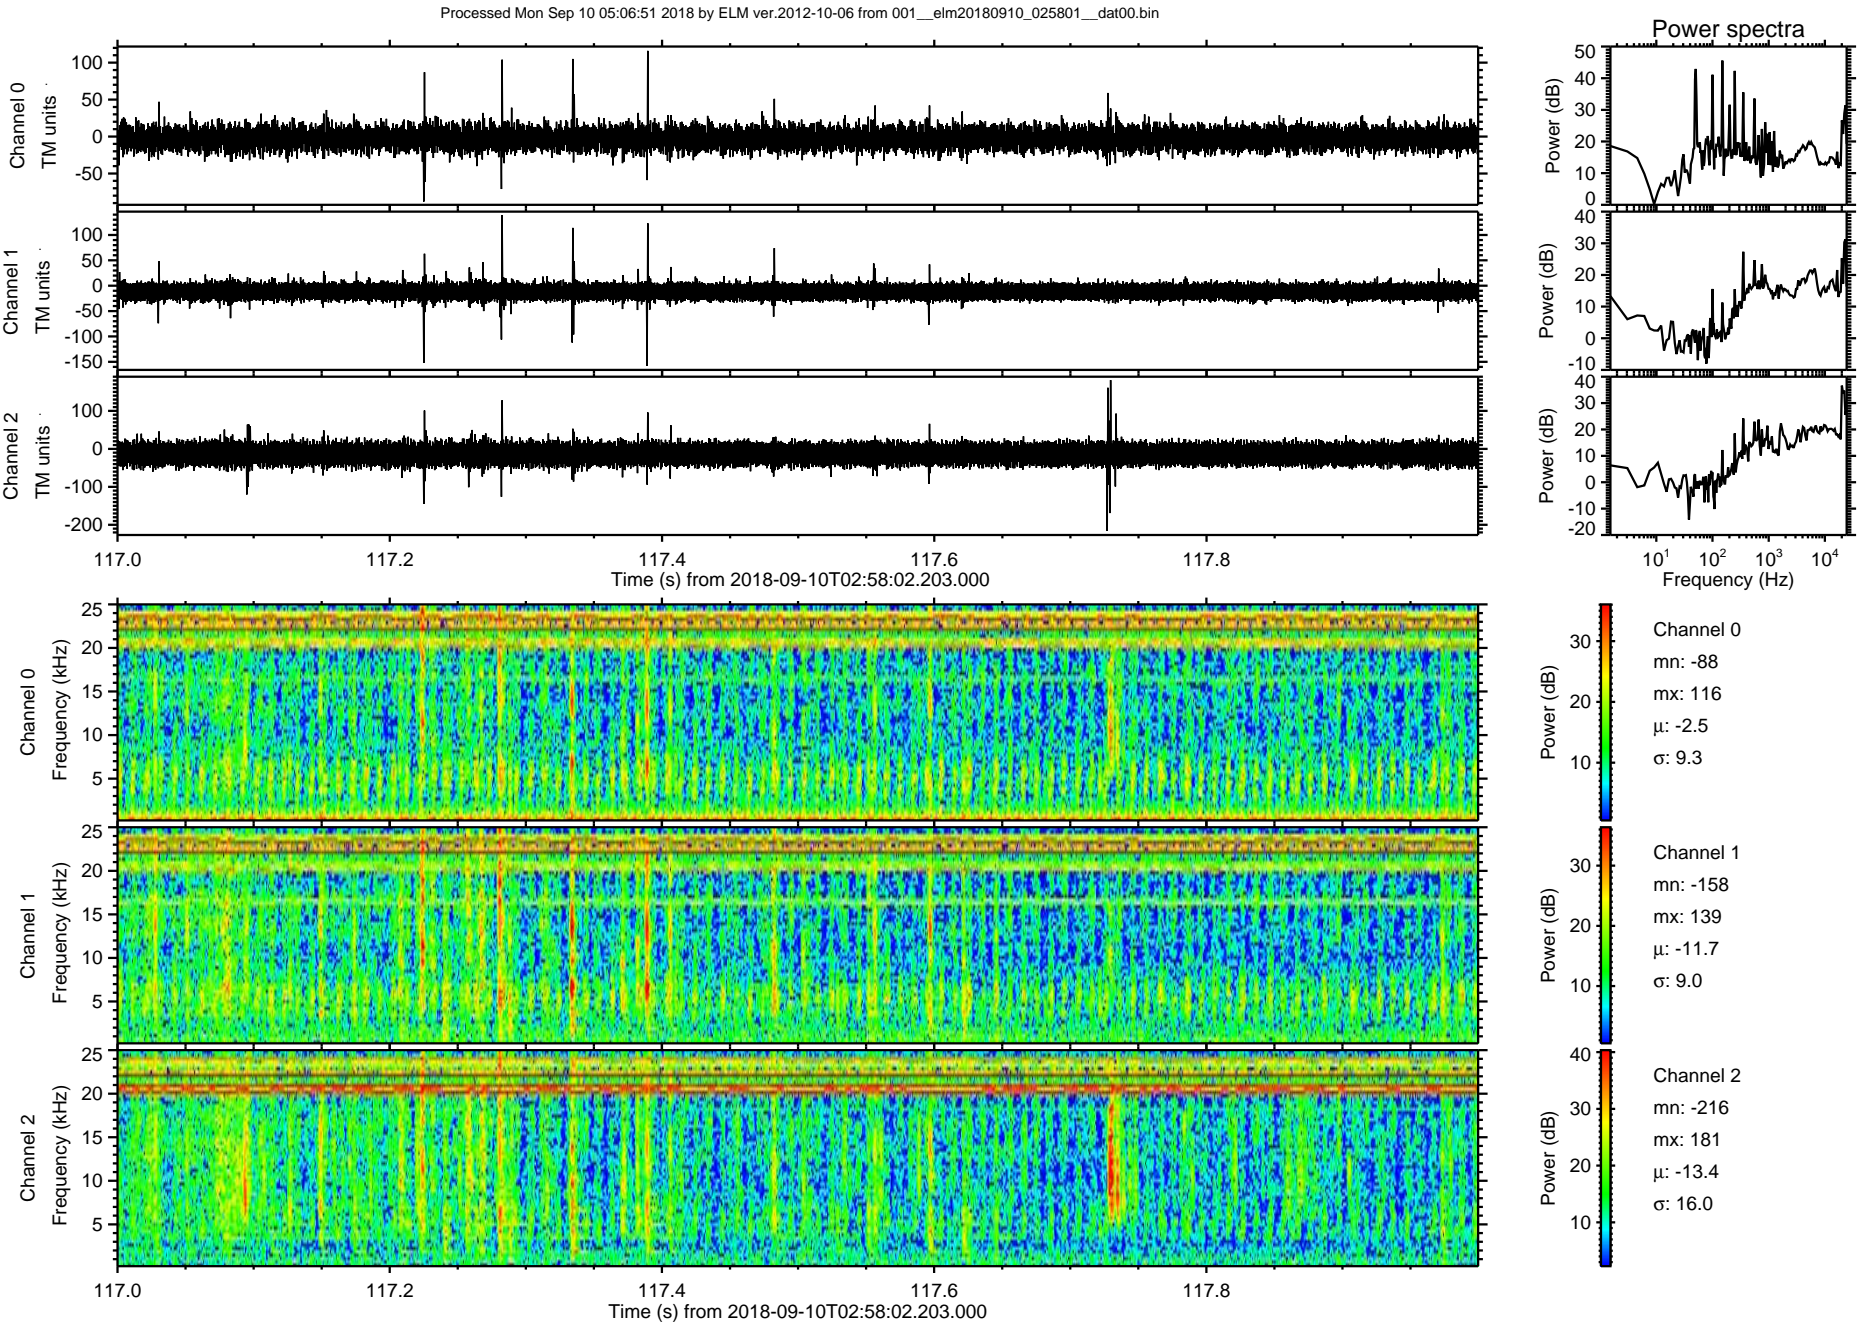 Processed Mon Sep 10 05:06:51 2018 by ELM ver.2012-10-06 from 001__elm20180910_025801__dat00.bin
Power spectra
Channel 0
TM units
100
50
0
-50
Power (dB)
50
40
30
20
10
0
Channel 1
TM units
100
50
0
-50
-100
-150
Power (dB)
40
30
20
10
0
-10
Channel 2
TM units
100
0
-100
-200
Power (dB)
40
30
20
10
0
-10
-20
117.0
117.2
117.4
117.6
117.8
Time (s) from 2018-09-10T02:58:02.203.000
10¹
10²
10³
10⁴
Frequency (Hz)
Channel 0
Frequency (kHz)
25
20
15
10
5
Power (dB)
30
20
10
Channel 0
mn: -88
mx: 116
μ: -2.5
σ: 9.3
Channel 1
Frequency (kHz)
25
20
15
10
5
Power (dB)
30
20
10
Channel 1
mn: -158
mx: 139
μ: -11.7
σ: 9.0
Channel 2
Frequency (kHz)
25
20
15
10
5
Power (dB)
40
30
20
10
Channel 2
mn: -216
mx: 181
μ: -13.4
σ: 16.0
117.0
117.2
117.4
117.6
117.8
Time (s) from 2018-09-10T02:58:02.203.000